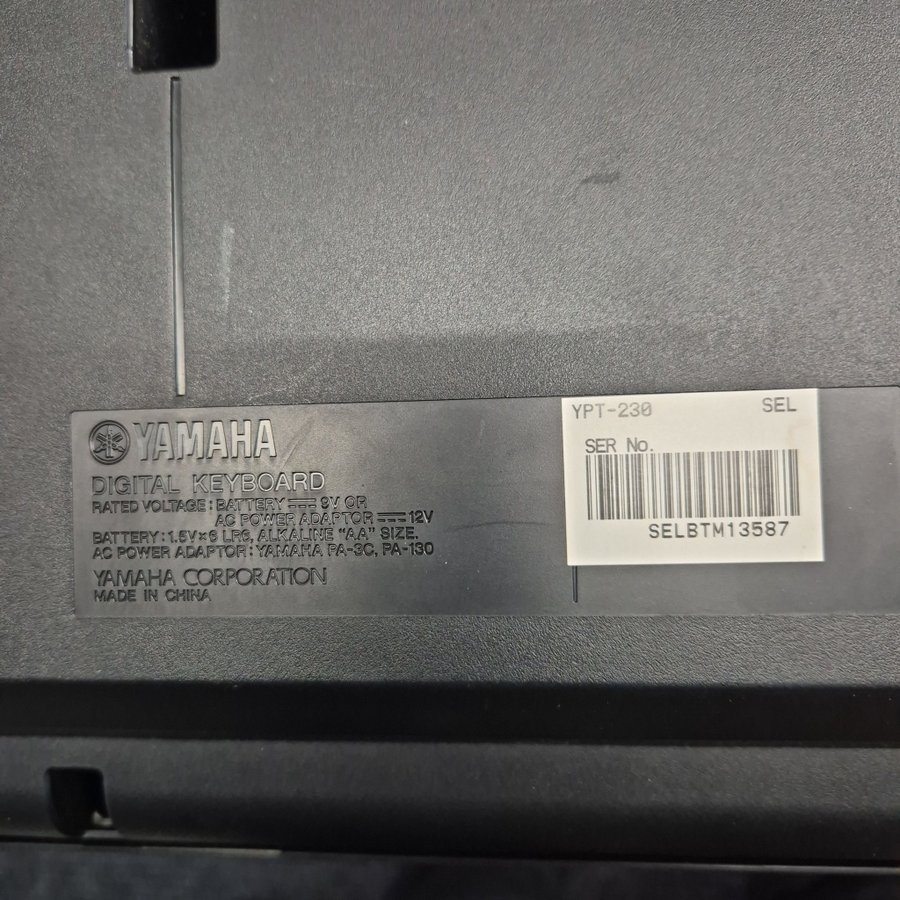 YAMAHA
DIGITAL KEYBOARD
RATED VOLTAGE : BATTERY ⎓ 9V OR
AC POWER ADAPTOR ⎓ 12V
BATTERY : 1.5V×6 LR6, ALKALINE "AA" SIZE.
AC POWER ADAPTOR : YAMAHA PA-3C, PA-130
YAMAHA CORPORATION
MADE IN CHINA
YPT-230 SEL
SER No.
SELBTM13587